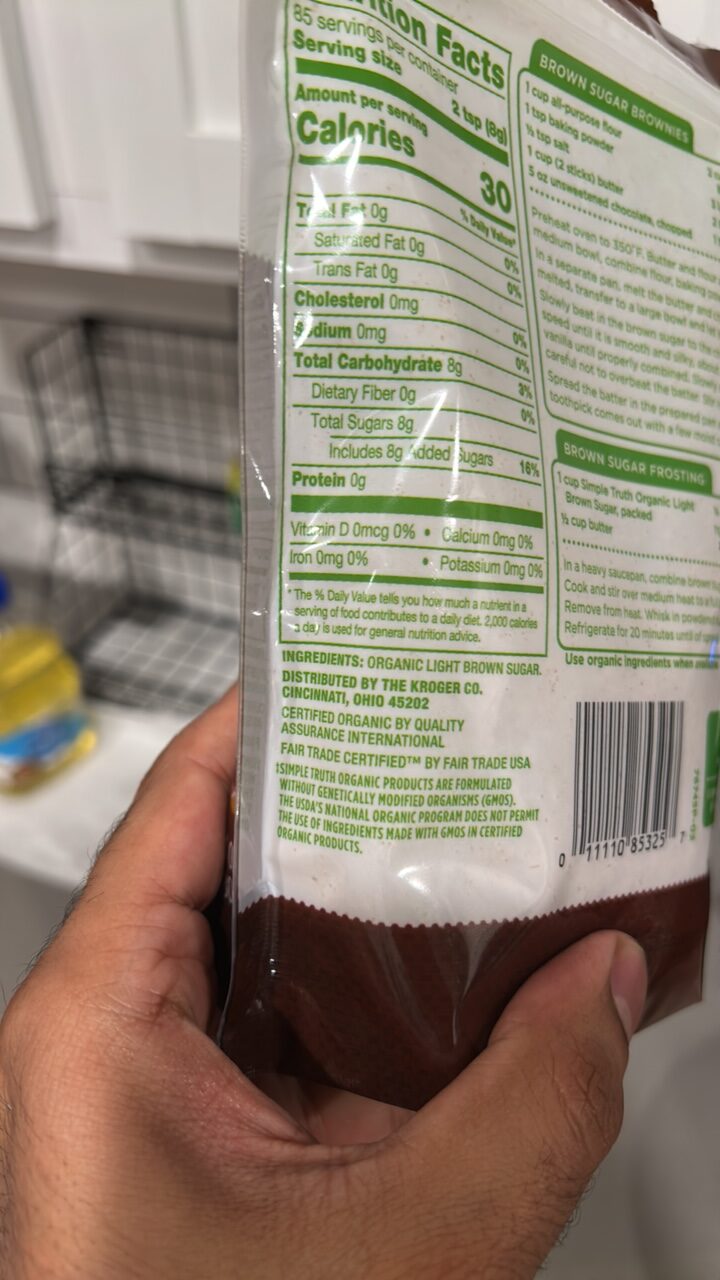 Nutrition Facts
85 servings per container
Serving size 2 tsp (8g)
Amount per serving
Calories 30
% Daily Value*
Total Fat 0g 0%
Saturated Fat 0g 0%
Trans Fat 0g
Cholesterol 0mg 0%
Sodium 0mg 0%
Total Carbohydrate 8g 3%
Dietary Fiber 0g 0%
Total Sugars 8g
Includes 8g Added Sugars 16%
Protein 0g
Vitamin D 0mcg 0% • Calcium 0mg 0%
Iron 0mg 0% • Potassium 0mg 0%
* The % Daily Value tells you how much a nutrient in a
serving of food contributes to a daily diet. 2,000 calories
a day is used for general nutrition advice.
INGREDIENTS: ORGANIC LIGHT BROWN SUGAR.
DISTRIBUTED BY THE KROGER CO.
CINCINNATI, OHIO 45202
CERTIFIED ORGANIC BY QUALITY
ASSURANCE INTERNATIONAL
FAIR TRADE CERTIFIED™ BY FAIR TRADE USA
‡SIMPLE TRUTH ORGANIC PRODUCTS ARE FORMULATED
WITHOUT GENETICALLY MODIFIED ORGANISMS (GMOS).
THE USDA'S NATIONAL ORGANIC PROGRAM DOES NOT PERMIT
THE USE OF INGREDIENTS MADE WITH GMOS IN CERTIFIED
ORGANIC PRODUCTS.
BROWN SUGAR BROWNIES
1 cup all-purpose flour
1 tsp baking powder
½ tsp salt
1 cup (2 sticks) butter
5 oz unsweetened chocolate, chopped
Preheat oven to 350°F. Butter and flour
medium bowl, combine flour, baking
In a separate pan, melt the butter and
melted, transfer to a large bowl and
Slowly beat in the brown sugar to the
speed until it is smooth and silky,
vanilla until properly combined. Slowly
careful not to overbeat the batter.
Spread the batter in the prepared
toothpick comes out with a few moist
BROWN SUGAR FROSTING
1 cup Simple Truth Organic Light
Brown Sugar, packed
½ cup butter
In a heavy saucepan, combine brown
Cook and stir over medium heat to a
Remove from heat. Whisk in powdered
Refrigerate for 20 minutes until
Use organic ingredients when
0 11110 85325 7